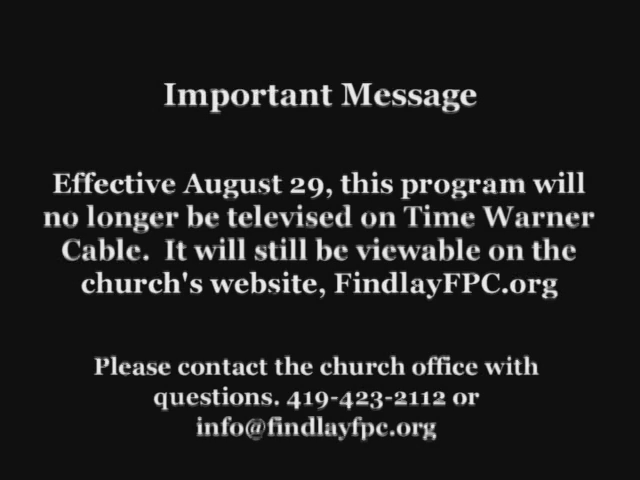 Important Message
Effective August 29, this program will
no longer be televised on Time Warner
Cable.  It will still be viewable on the
church's website, FindlayFPC.org
Please contact the church office with
questions. 419-423-2112 or
info@findlayfpc.org